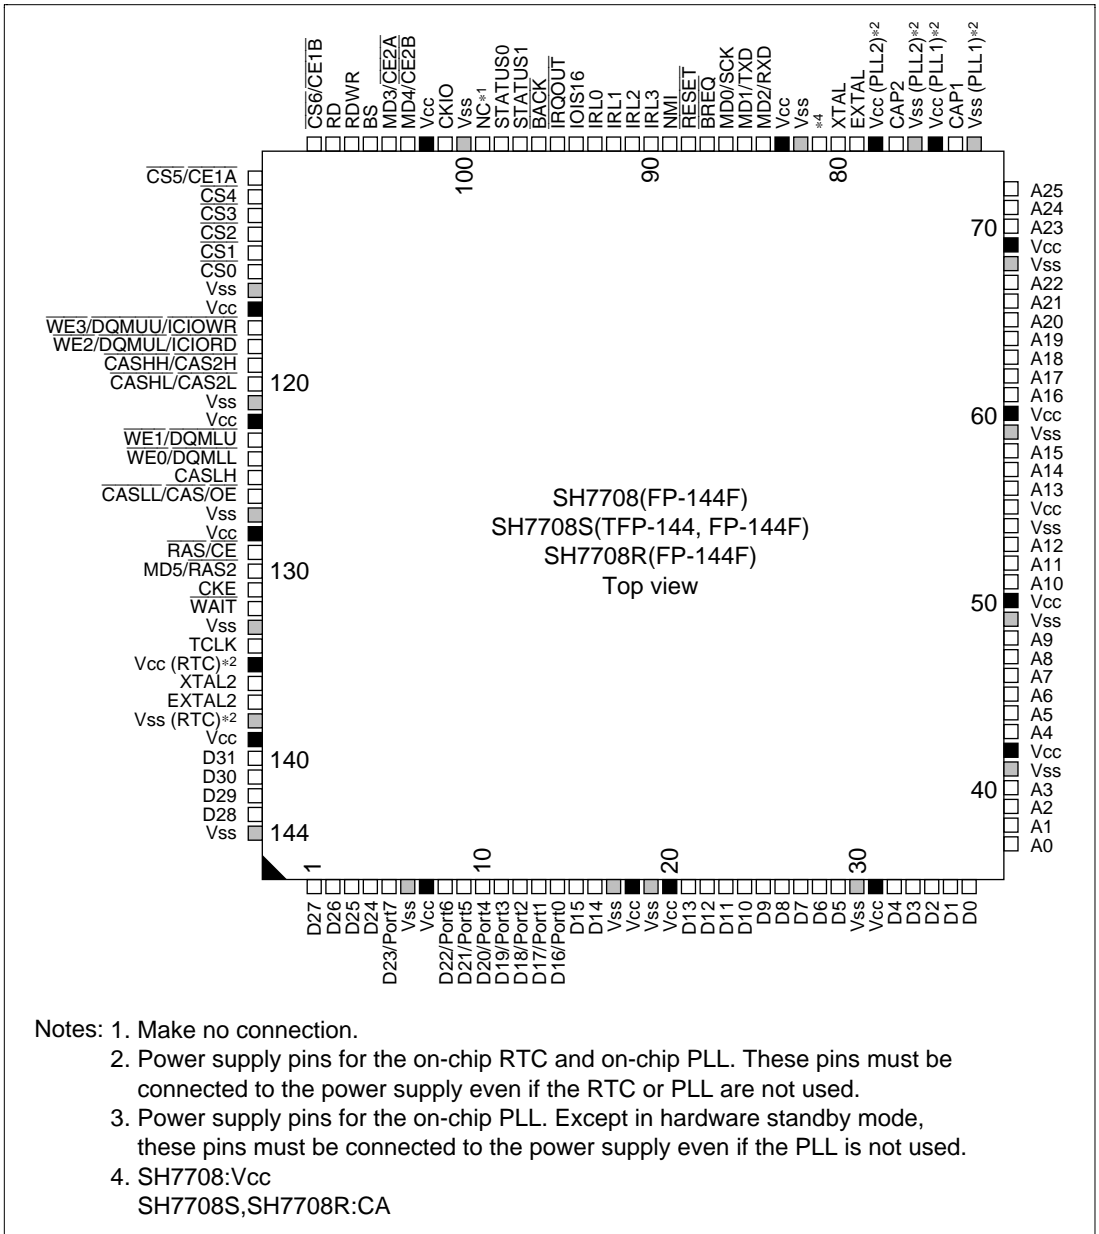 CS6/CE1B
RD
RDWR
BS
MD3/CE2A
MD4/CE2B
Vcc
CKIO
Vss
NC*1
STATUS0
STATUS1
BACK
IRQOUT
IOIS16
IRL0
IRL1
IRL2
IRL3
NMI
RESET
BREQ
MD0/SCK
MD1/TXD
MD2/RXD
Vcc
Vss
*4
XTAL
EXTAL
Vcc (PLL2)*2
CAP2
Vss (PLL2)*2
Vcc (PLL1)*2
CAP1
Vss (PLL1)*2
100
90
80
CS5/CE1A
CS4
CS3
CS2
CS1
CS0
Vss
Vcc
WE3/DQMUU/ICIOWR
WE2/DQMUL/ICIORD
CASHH/CAS2H
CASHL/CAS2L 120
Vss
Vcc
WE1/DQMLU
WE0/DQMLL
CASLH
CASLL/CAS/OE
Vss
Vcc
RAS/CE
MD5/RAS2 130
CKE
WAIT
Vss
TCLK
Vcc (RTC)*2
XTAL2
EXTAL2
Vss (RTC)*2
Vcc
D31 140
D30
D29
D28
Vss 144
SH7708(FP-144F)
SH7708S(TFP-144, FP-144F)
SH7708R(FP-144F)
Top view
A25
A24
70 A23
Vcc
Vss
A22
A21
A20
A19
A18
A17
A16
60 Vcc
Vss
A15
A14
A13
Vcc
Vss
A12
A11
A10
50 Vcc
Vss
A9
A8
A7
A6
A5
A4
Vcc
Vss
40 A3
A2
A1
A0
1
10
20
30
D27
D26
D25
D24
D23/Port7
Vss
Vcc
D22/Port6
D21/Port5
D20/Port4
D19/Port3
D18/Port2
D17/Port1
D16/Port0
D15
D14
Vss
Vcc
Vss
Vcc
D13
D12
D11
D10
D9
D8
D7
D6
D5
Vss
Vcc
D4
D3
D2
D1
D0
Notes: 1. Make no connection.
2. Power supply pins for the on-chip RTC and on-chip PLL. These pins must be
connected to the power supply even if the RTC or PLL are not used.
3. Power supply pins for the on-chip PLL. Except in hardware standby mode,
these pins must be connected to the power supply even if the PLL is not used.
4. SH7708:Vcc
SH7708S,SH7708R:CA